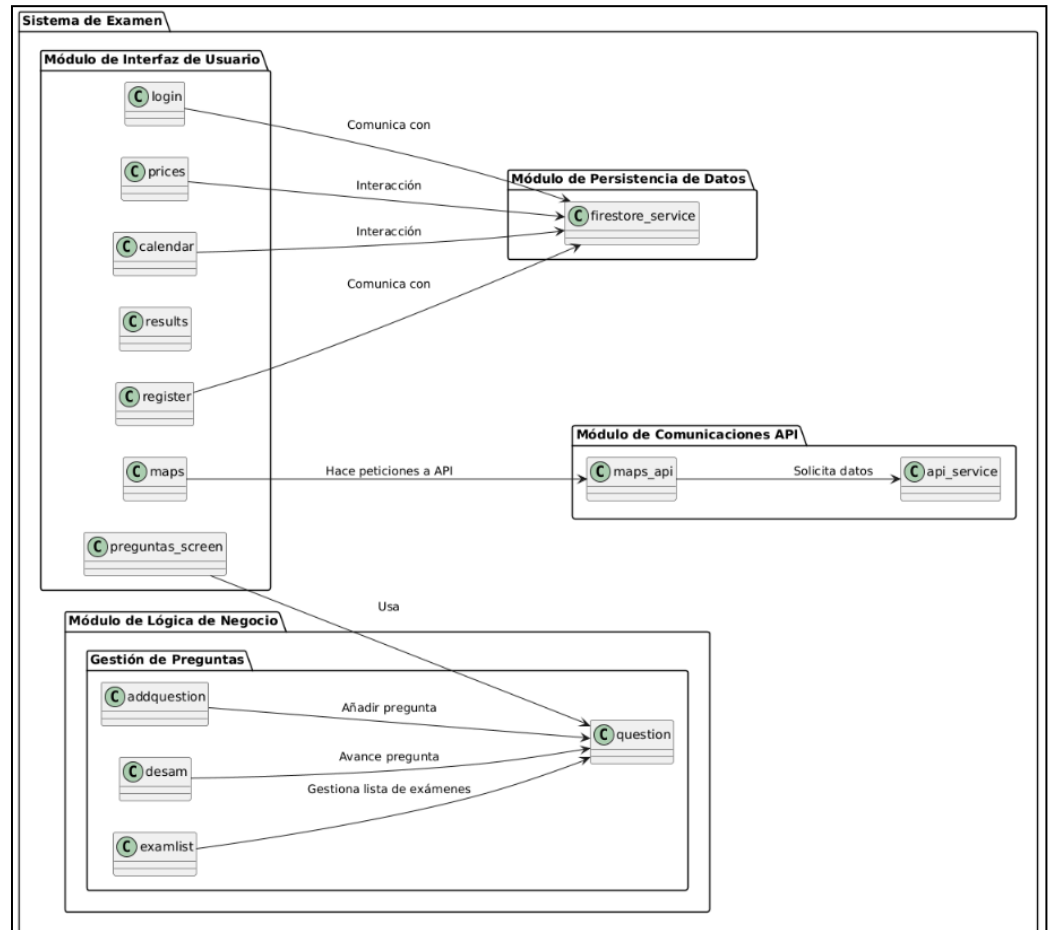 Sistema de Examen
Módulo de Interfaz de Usuario
C login
Comunica con
C prices
Interacción
Módulo de Persistencia de Datos
C firestore_service
C calendar
Interacción
Comunica con
C results
C register
Módulo de Comunicaciones API
C maps
Hace peticiones a API
C maps_api
Solicita datos
C api_service
C preguntas_screen
Usa
Módulo de Lógica de Negocio
Gestión de Preguntas
C addquestion
Añadir pregunta
C question
Avance pregunta
C desam
Gestiona lista de exámenes
C examlist